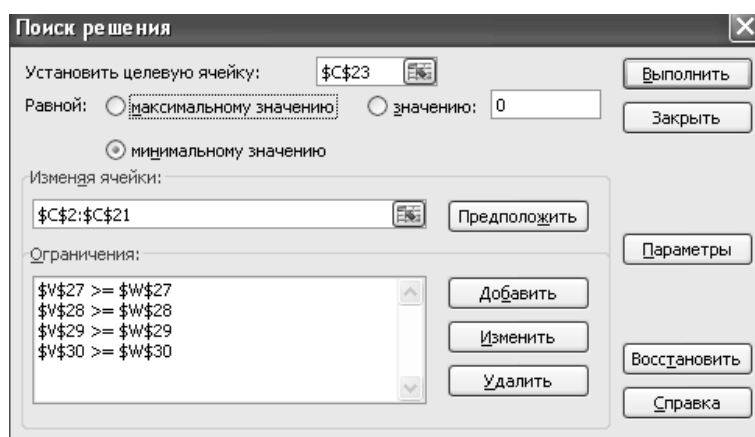 Поиск решения
Установить целевую ячейку: $C$23
Выполнить
Равной: максимальному значению значению: 0
Закрыть
минимальному значению
Изменяя ячейки:
$C$2:$C$21
Предположить
Параметры
Ограничения:
$V$27 >= $W$27
$V$28 >= $W$28
$V$29 >= $W$29
$V$30 >= $W$30
Добавить
Изменить
Удалить
Восстановить
Справка